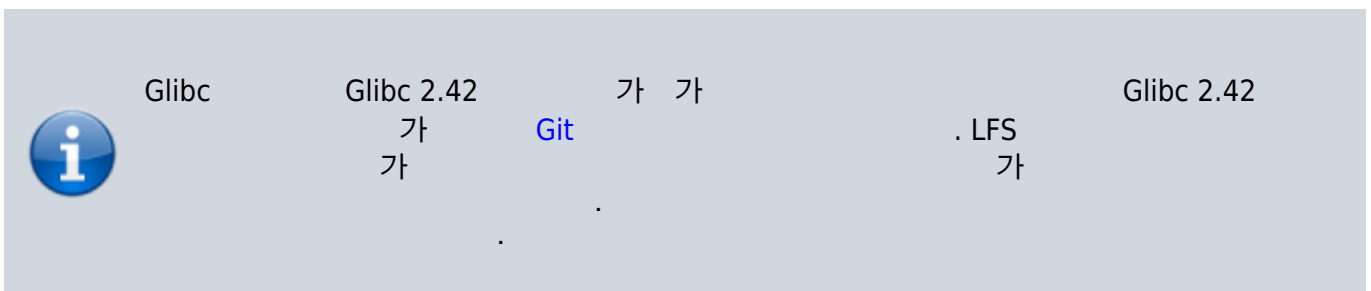 Glibc Glibc 2.42 가 가 Glibc 2.42
가 Git . LFS
가 가
.
.